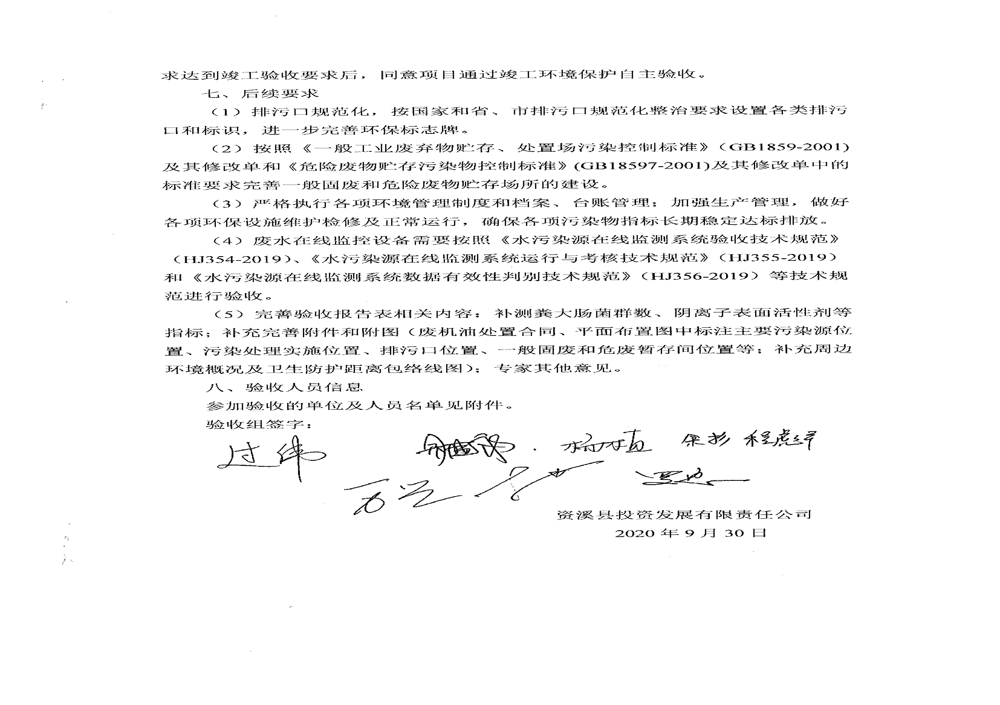 求达到竣工验收要求后，同意项目通过竣工环境保护自主验收。
七、后续要求
（1）排污口规范化，按国家和省、市排污口规范化整治要求设置各类排污
口和标识，进一步完善环保标志牌。
（2）按照《一般工业废弃物贮存、处置场污染控制标准》（GB1859-2001)
及其修改单和《危险废物贮存污染物控制标准》(GB18597-2001)及其修改单中的
标准要求完善一般固废和危险废物贮存场所的建设。
（3）严格执行各项环境管理制度和档案、台账管理；加强生产管理，做好
各项环保设施维护检修及正常运行，确保各项污染物指标长期稳定达标排放。
（4）废水在线监控设备需要按照《水污染源在线监测系统验收技术规范》
（HJ354-2019）、《水污染源在线监测系统运行与考核技术规范》（HJ355-2019）
和《水污染源在线监测系统数据有效性判别技术规范》（HJ356-2019）等技术规
范进行验收。
（5）完善验收报告表相关内容：补测粪大肠菌群数、阴离子表面活性剂等
指标；补充完善附件和附图（废机油处置合同、平面布置图中标注主要污染源位
置、污染处理实施位置、排污口位置、一般固废和危废暂存间位置等；补充周边
环境概况及卫生防护距离包络线图）；专家其他意见。
八、验收人员信息
参加验收的单位及人员名单见附件。
验收组签字：
过伟 余杉
资溪县投资发展有限责任公司
2020 年 9 月 30 日